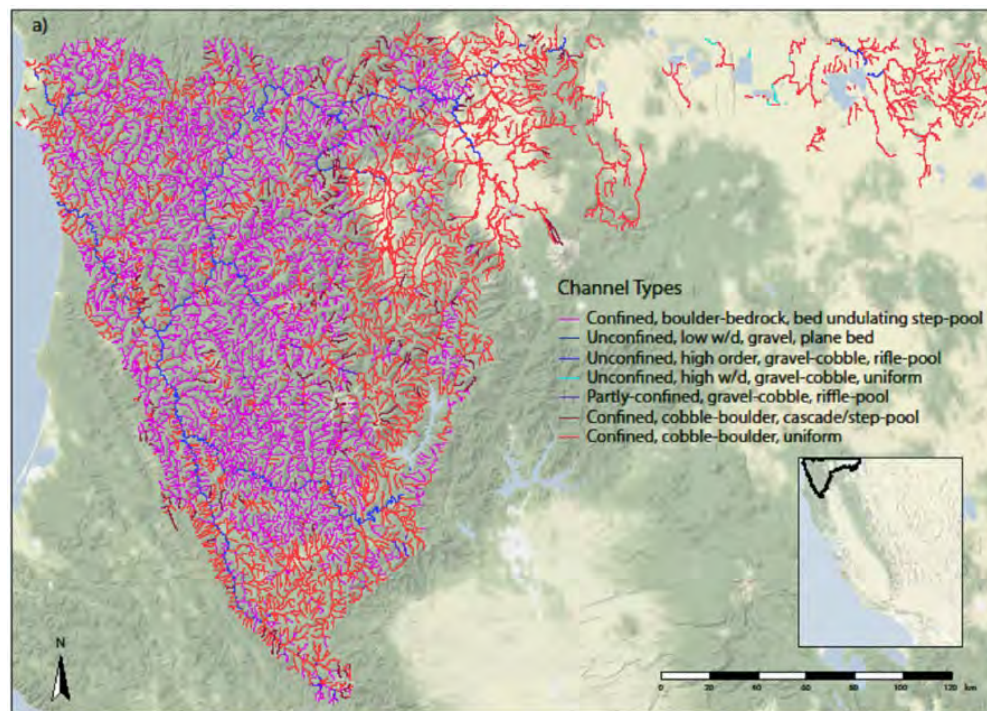 a)
Channel Types
Confined, boulder-bedrock, bed undulating step-pool
Unconfined, low w/d, gravel, plane bed
Unconfined, high order, gravel-cobble, rifle-pool
Unconfined, high w/d, gravel-cobble, uniform
Partly-confined, gravel-cobble, riffle-pool
Confined, cobble-boulder, cascade/step-pool
Confined, cobble-boulder, uniform
N
0 20 40 60 80 100 120
km